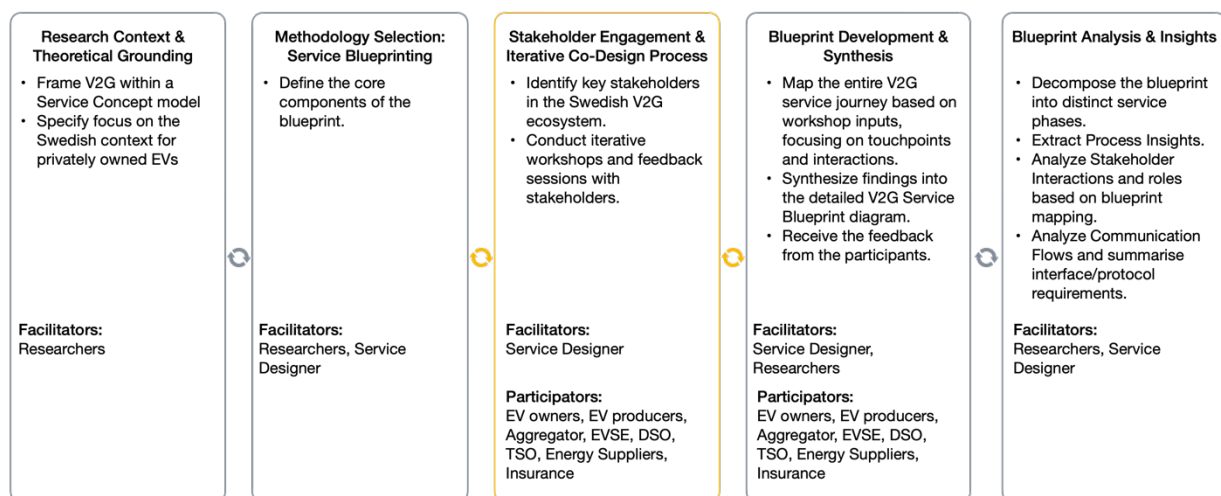 Research Context &
Theoretical Grounding
• Frame V2G within a
Service Concept model
• Specify focus on the
Swedish context for
privately owned EVs
Facilitators:
Researchers
Methodology Selection:
Service Blueprinting
• Define the core
components of the
blueprint.
Facilitators:
Researchers, Service
Designer
Stakeholder Engagement &
Iterative Co-Design Process
• Identify key stakeholders
in the Swedish V2G
ecosystem.
• Conduct iterative
workshops and feedback
sessions with
stakeholders.
Facilitators:
Service Designer
Participators:
EV owners, EV producers,
Aggregator, EVSE, DSO,
TSO, Energy Suppliers,
Insurance
Blueprint Development &
Synthesis
• Map the entire V2G
service journey based on
workshop inputs,
focusing on touchpoints
and interactions.
• Synthesize findings into
the detailed V2G Service
Blueprint diagram.
• Receive the feedback
from the participants.
Facilitators:
Service Designer,
Researchers
Participators:
EV owners, EV producers,
Aggregator, EVSE, DSO,
TSO, Energy Suppliers,
Insurance
Blueprint Analysis & Insights
• Decompose the blueprint
into distinct service
phases.
• Extract Process Insights.
• Analyze Stakeholder
Interactions and roles
based on blueprint
mapping.
• Analyze Communication
Flows and summarise
interface/protocol
requirements.
Facilitators:
Researchers, Service
Designer